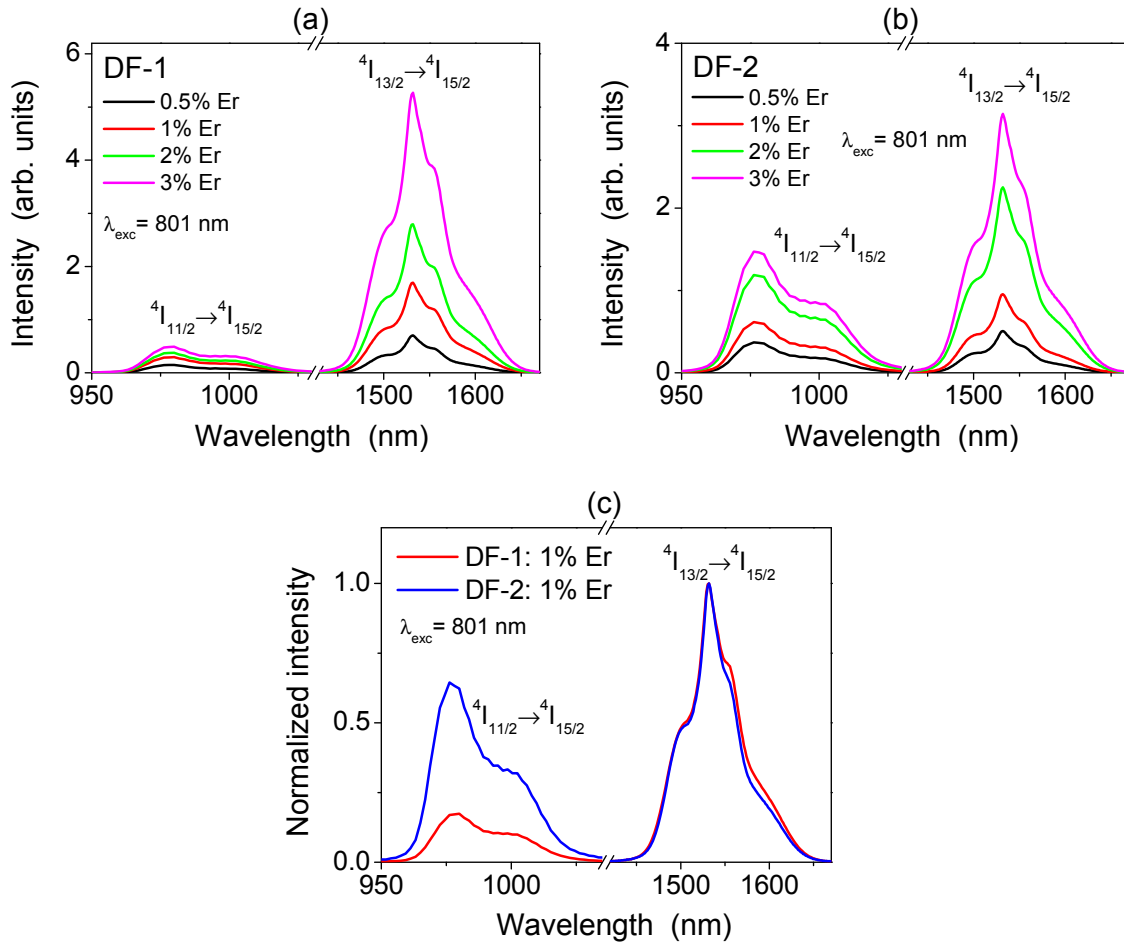 (a)
6
4
2
0
Intensity (arb. units)
DF-1
0.5% Er
1% Er
2% Er
3% Er
λexc= 801 nm
⁴I13/2→⁴I15/2
⁴I11/2→⁴I15/2
950 1000 1500 1600
Wavelength (nm)
(b)
4
2
0
Intensity (arb. units)
DF-2
0.5% Er
1% Er
2% Er
3% Er
⁴I13/2→⁴I15/2
λexc= 801 nm
⁴I11/2→⁴I15/2
950 1000 1500 1600
Wavelength (nm)
(c)
1.0
0.5
0.0
Normalized intensity
DF-1: 1% Er
DF-2: 1% Er
λexc= 801 nm
⁴I13/2→⁴I15/2
⁴I11/2→⁴I15/2
950 1000 1500 1600
Wavelength (nm)